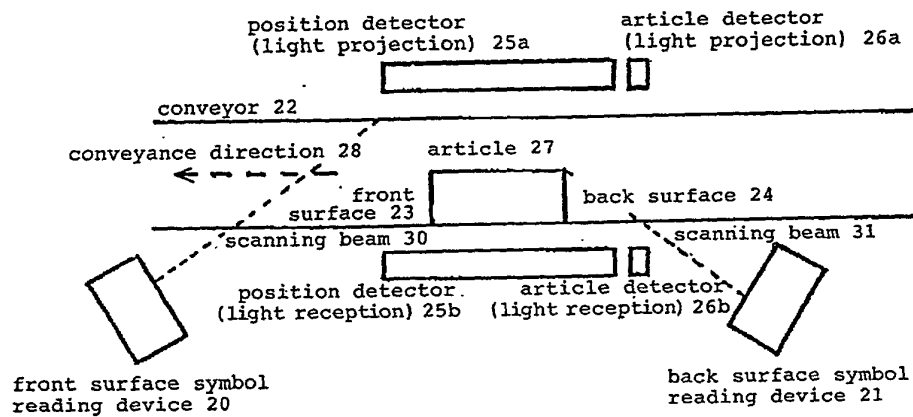 position detector
(light projection) 25a
article detector
(light projection) 26a
conveyor 22
conveyance direction 28
article 27
front
surface 23
back surface 24
scanning beam 30
scanning beam 31
position detector.
(light reception) 25b
article detector
(light reception) 26b
front surface symbol
reading device 20
back surface symbol
reading device 21